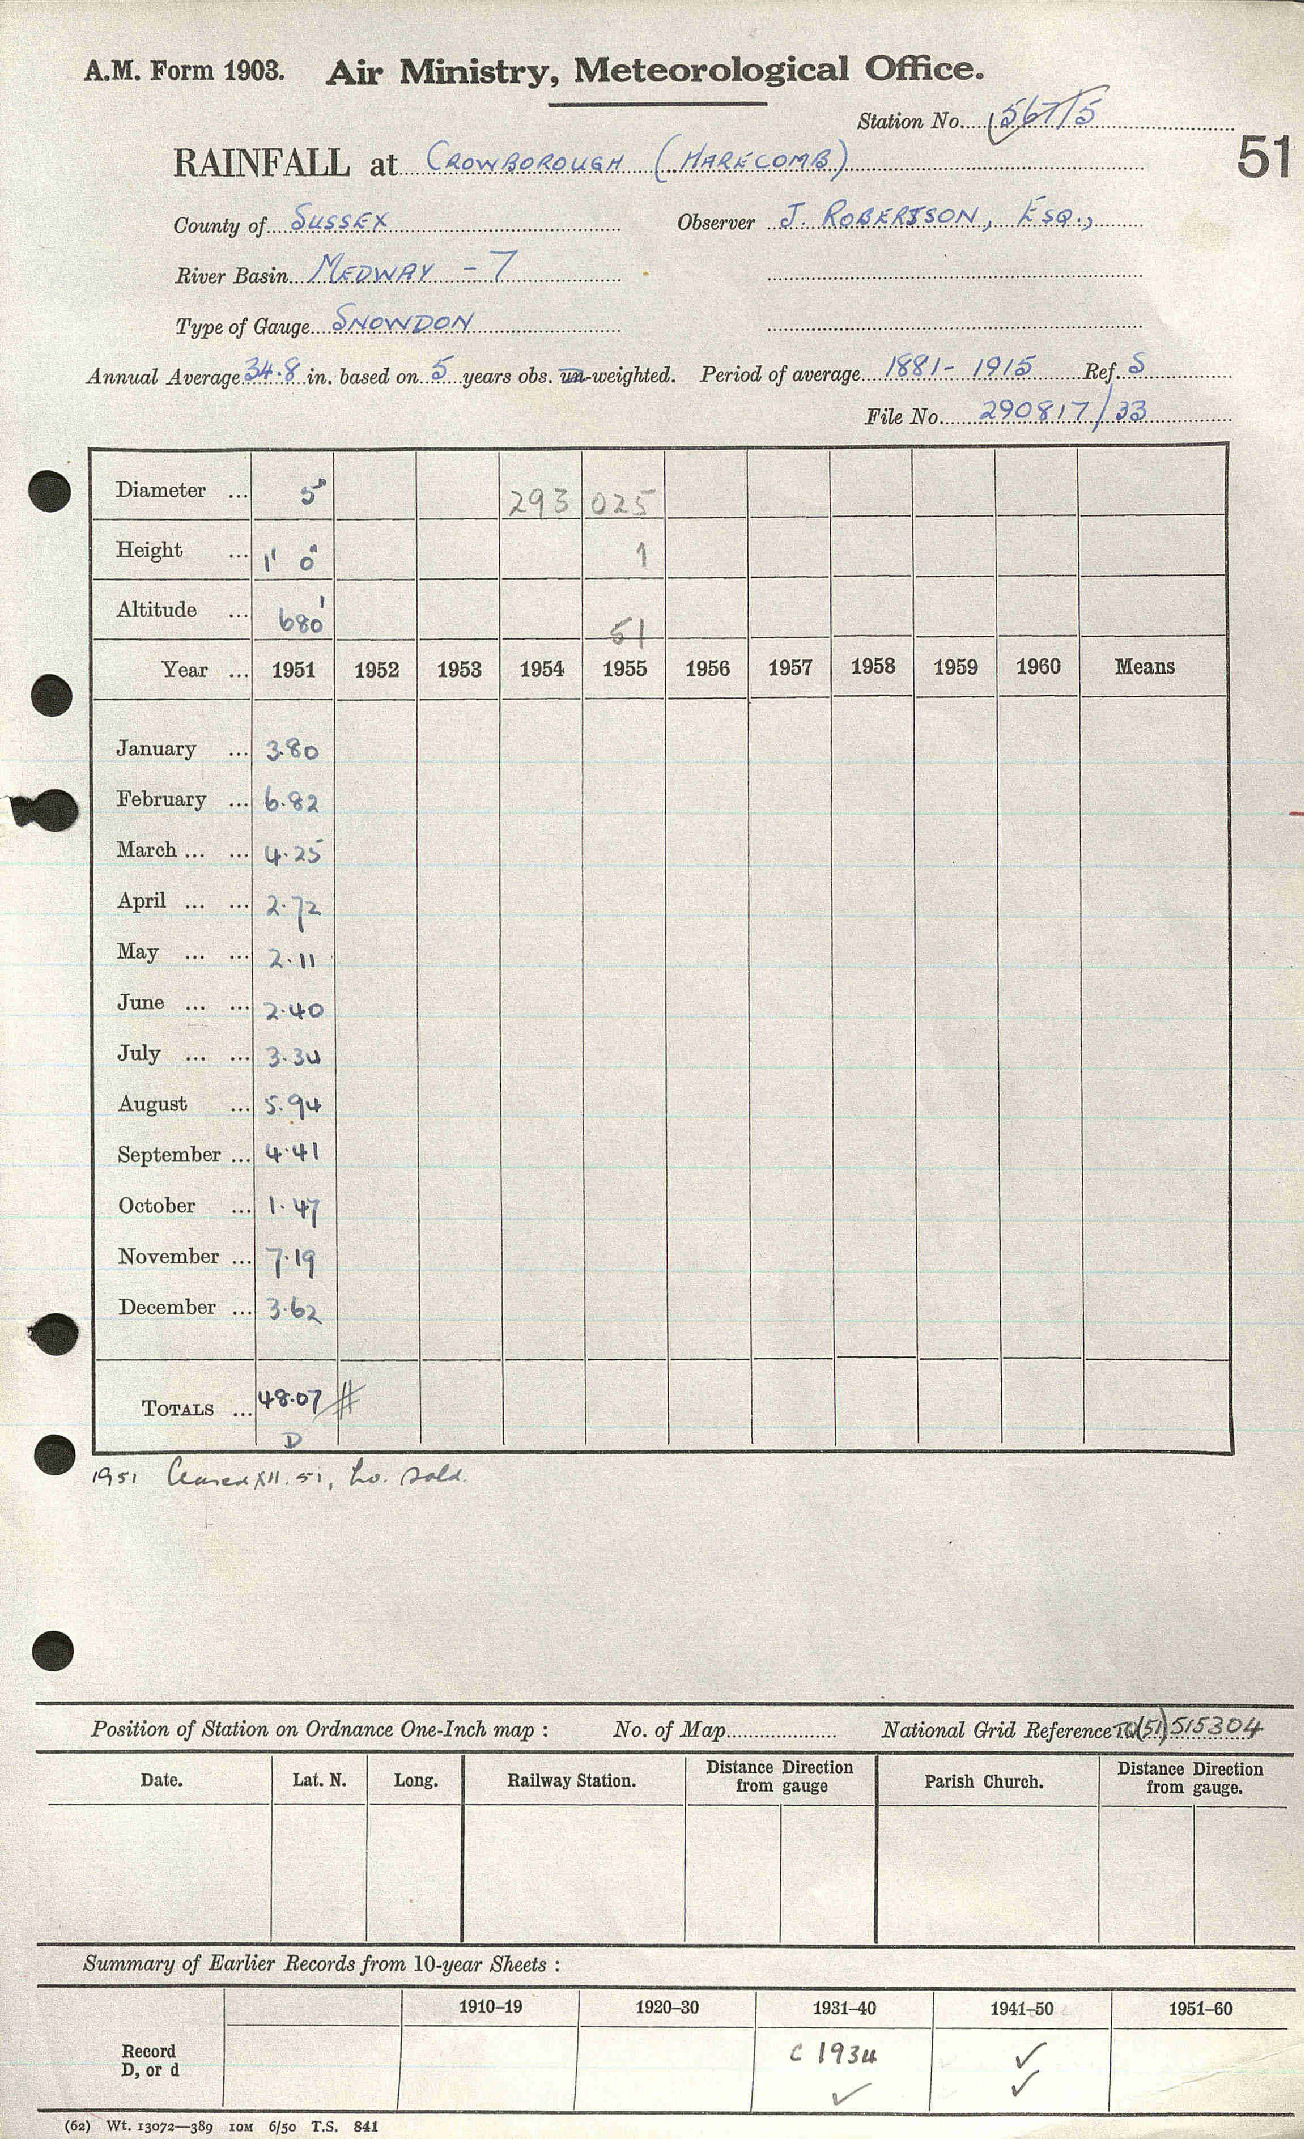 A.M. Form 1903. Air Ministry, Meteorological Office.
Station No. 567/5
51
RAINFALL at CROWBOROUGH (HARECOMB)
County of SUSSEX Observer J. ROBERTSON, ESQ.,
River Basin MEDWAY - 7
Type of Gauge SNOWDON
Annual Average 34.8 in. based on 5 years obs. un-weighted. Period of average 1881 - 1915 Ref. S
File No. 290817/33
Diameter ... 5" 293 025
Height ... 1' 0" 1
Altitude ... 680' 51
Year ... 1951 1952 1953 1954 1955 1956 1957 1958 1959 1960 Means
January ... 3.80
February ... 6.82
March ... ... 4.25
April ... ... 2.72
May ... ... 2.11
June ... ... 2.40
July ... ... 3.34
August ... 5.94
September ... 4.41
October ... 1.47
November ... 7.19
December ... 3.62
TOTALS ... 48.07 #
D
1951 Ceased XII. 51, ho. sold.
Position of Station on Ordnance One-Inch map : No. of Map National Grid Reference TQ(51)515304
Date. Lat. N. Long. Railway Station. Distance Direction from gauge Parish Church. Distance Direction from gauge.
Summary of Earlier Records from 10-year Sheets :
1910–19 1920–30 1931–40 1941–50 1951–60
Record C 1934 ✓
D, or d ✓ ✓
(62) Wt. 13072—389 10M 6/50 T.S. 841